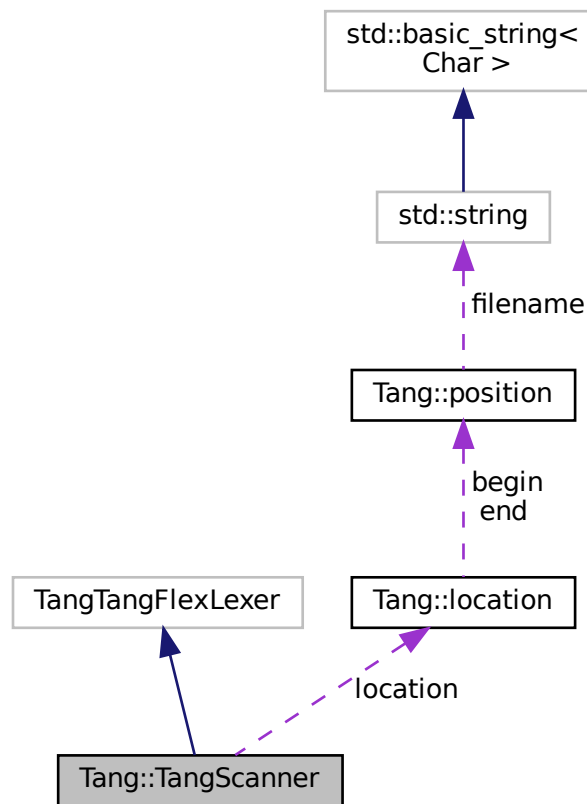 std::basic_string<
Char >
std::string
filename
Tang::position
begin
end
TangTangFlexLexer
Tang::location
location
Tang::TangScanner